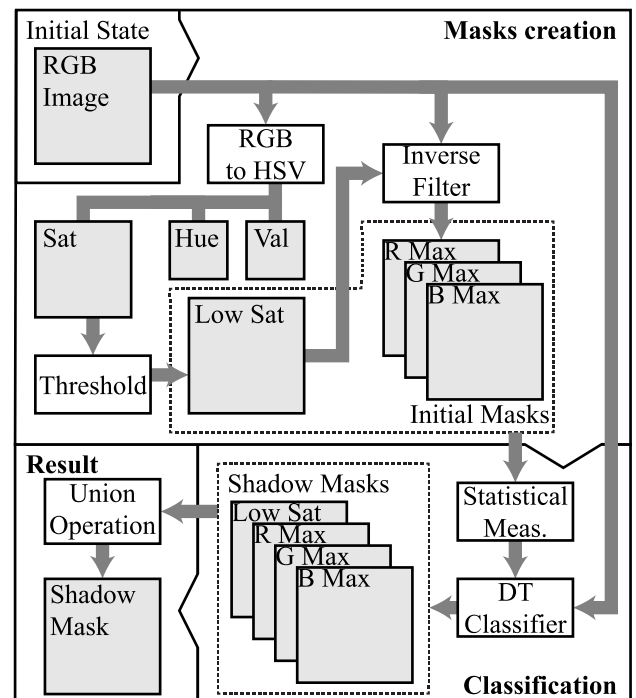 Initial State
Masks creation
RGB
Image
RGB
to HSV
Inverse
Filter
Sat
Hue
Val
R Max
G Max
B Max
Low Sat
Threshold
Initial Masks
Result
Union
Operation
Shadow Masks
Low Sat
R Max
G Max
B Max
Statistical
Meas.
Shadow
Mask
DT
Classifier
Classification